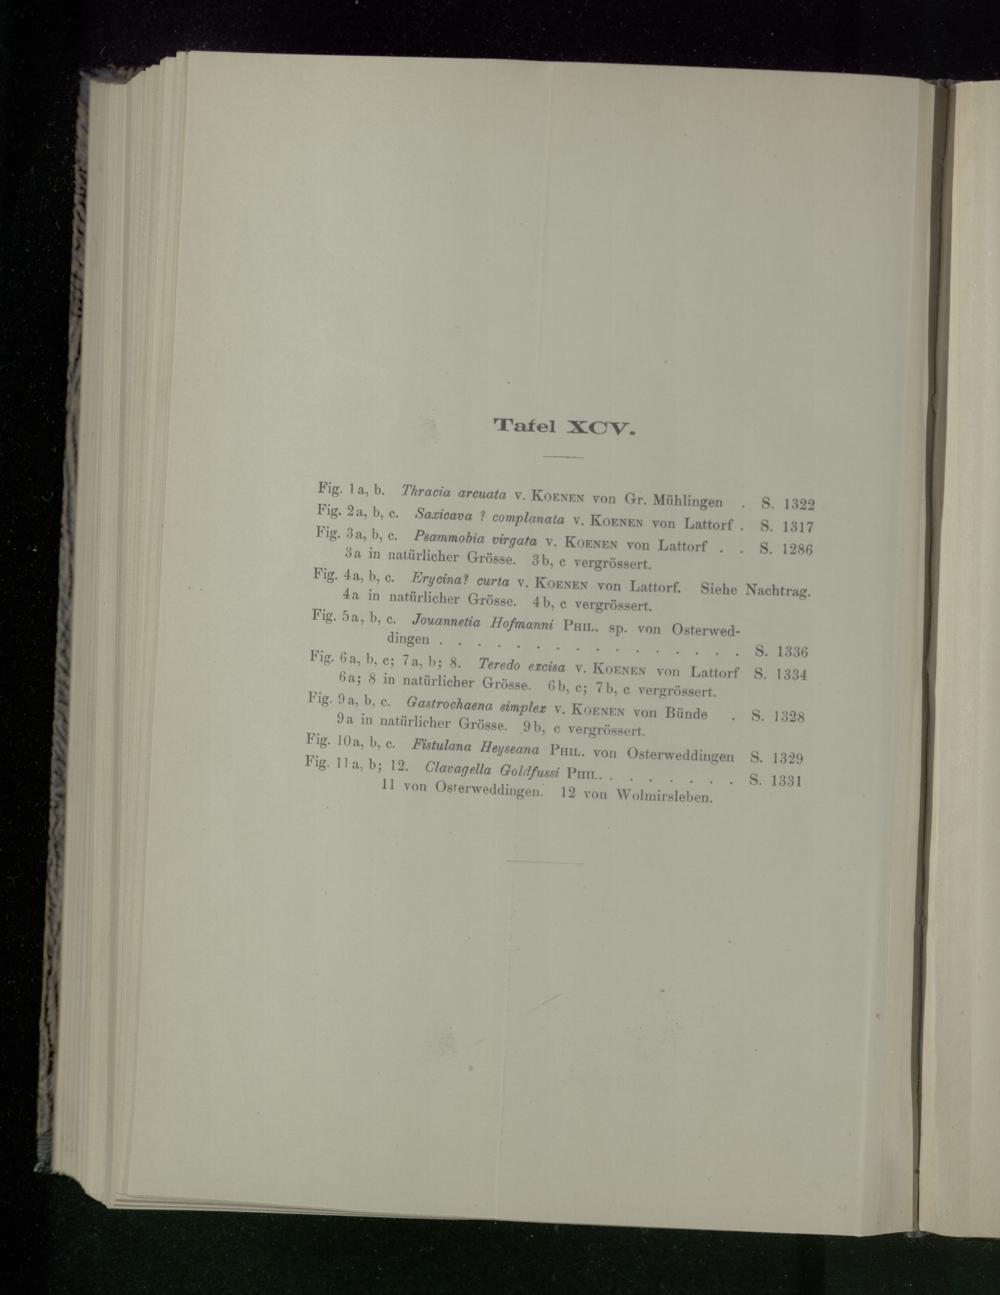 Tafel XCV.
Fig. 1a, b. Thracia arcuata v. Koenen von Gr. Mühlingen . S. 1322
Fig. 2a, b, c. Saxicava ? complanata v. Koenen von Lattorf . S. 1317
Fig. 3a, b, c. Psammobia virgata v. Koenen von Lattorf . . S. 1286
3a in natürlicher Grösse. 3b, c vergrössert.
Fig. 4a, b, c. Erycina? curta v. Koenen von Lattorf. Siehe Nachtrag.
4a in natürlicher Grösse. 4b, c vergrössert.
Fig. 5a, b, c. Jouannetia Hofmanni Phil. sp. von Osterwed-
dingen . . . . . . . . . . . . . . . . S. 1336
Fig. 6a, b, c; 7a, b; 8. Teredo excisa v. Koenen von Lattorf S. 1334
6a; 8 in natürlicher Grösse. 6b, c; 7b, c vergrössert.
Fig. 9a, b, c. Gastrochaena simplex v. Koenen von Bünde . S. 1328
9a in natürlicher Grösse. 9b, c vergrössert.
Fig. 10a, b, c. Fistulana Heyseana Phil. von Osterweddingen S. 1329
Fig. 11a, b; 12. Clavagella Goldfussi Phil. . . . . . . . S. 1331
11 von Osterweddingen. 12 von Wolmirsleben.